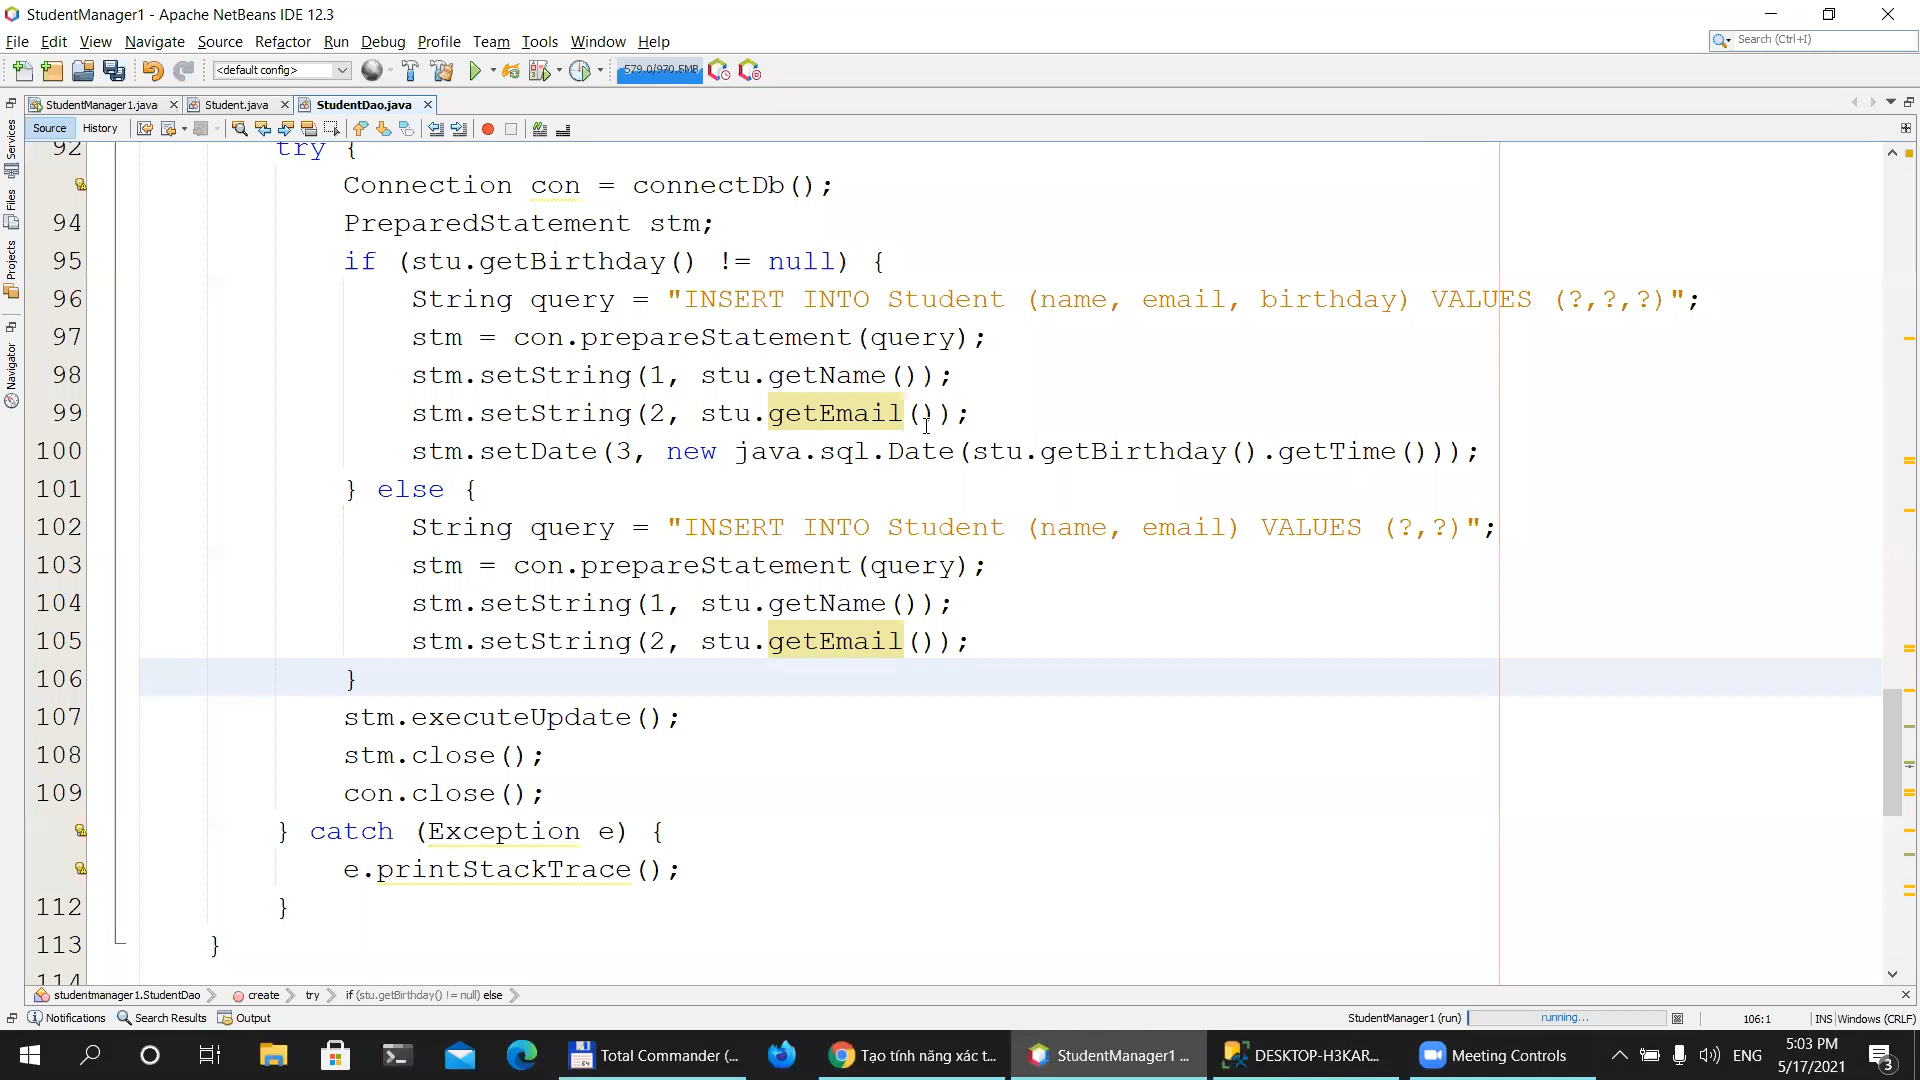 StudentManager1 - Apache NetBeans IDE 12.3
File Edit View Navigate Source Refactor Run Debug Profile Team Tools Window Help
Search (Ctrl+I)
<default config>
579.0/970.5MB
StudentManager1.java
Student.java
StudentDao.java
Source
History
Services
Files
Projects
Navigator
92 try {
Connection con = connectDb();
94 PreparedStatement stm;
95 if (stu.getBirthday() != null) {
96 String query = "INSERT INTO Student (name, email, birthday) VALUES (?,?,?)";
97 stm = con.prepareStatement(query);
98 stm.setString(1, stu.getName());
99 stm.setString(2, stu.getEmail());
100 stm.setDate(3, new java.sql.Date(stu.getBirthday().getTime()));
101 } else {
102 String query = "INSERT INTO Student (name, email) VALUES (?,?)";
103 stm = con.prepareStatement(query);
104 stm.setString(1, stu.getName());
105 stm.setString(2, stu.getEmail());
106 }
107 stm.executeUpdate();
108 stm.close();
109 con.close();
} catch (Exception e) {
e.printStackTrace();
112 }
113 }
114
studentmanager1.StudentDao create try if (stu.getBirthday() != null) else
Notifications Search Results Output
StudentManager1 (run) running... 106:1 INS Windows (CRLF)
Total Commander (...
Tạo tính năng xác t...
StudentManager1 ...
DESKTOP-H3KAR...
Meeting Controls
ENG
5:03 PM
5/17/2021
3